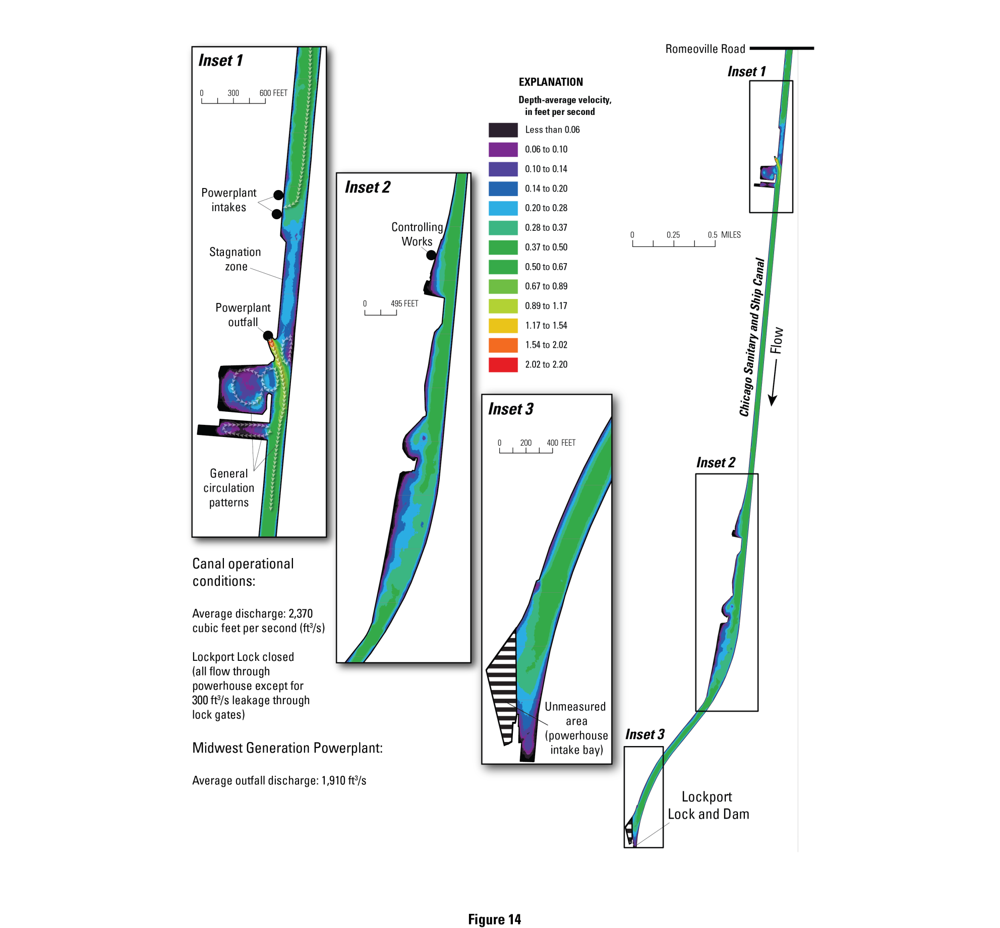 Inset 1
0 300 600 FEET
Powerplant
intakes
Stagnation
zone
Powerplant
outfall
General
circulation
patterns
Inset 2
Controlling
Works
0 495 FEET
EXPLANATION
Depth-average velocity,
in feet per second
Less than 0.06
0.06 to 0.10
0.10 to 0.14
0.14 to 0.20
0.20 to 0.28
0.28 to 0.37
0.37 to 0.50
0.50 to 0.67
0.67 to 0.89
0.89 to 1.17
1.17 to 1.54
1.54 to 2.02
2.02 to 2.20
Inset 3
0 200 400 FEET
Unmeasured
area
(powerhouse
intake bay)
Romeoville Road
Inset 1
0 0.25 0.5 MILES
Chicago Sanitary and Ship Canal
Flow
Inset 2
Inset 3
Lockport
Lock and Dam
Canal operational
conditions:
Average discharge: 2,370
cubic feet per second (ft³/s)
Lockport Lock closed
(all flow through
powerhouse except for
300 ft³/s leakage through
lock gates)
Midwest Generation Powerplant:
Average outfall discharge: 1,910 ft³/s
Figure 14